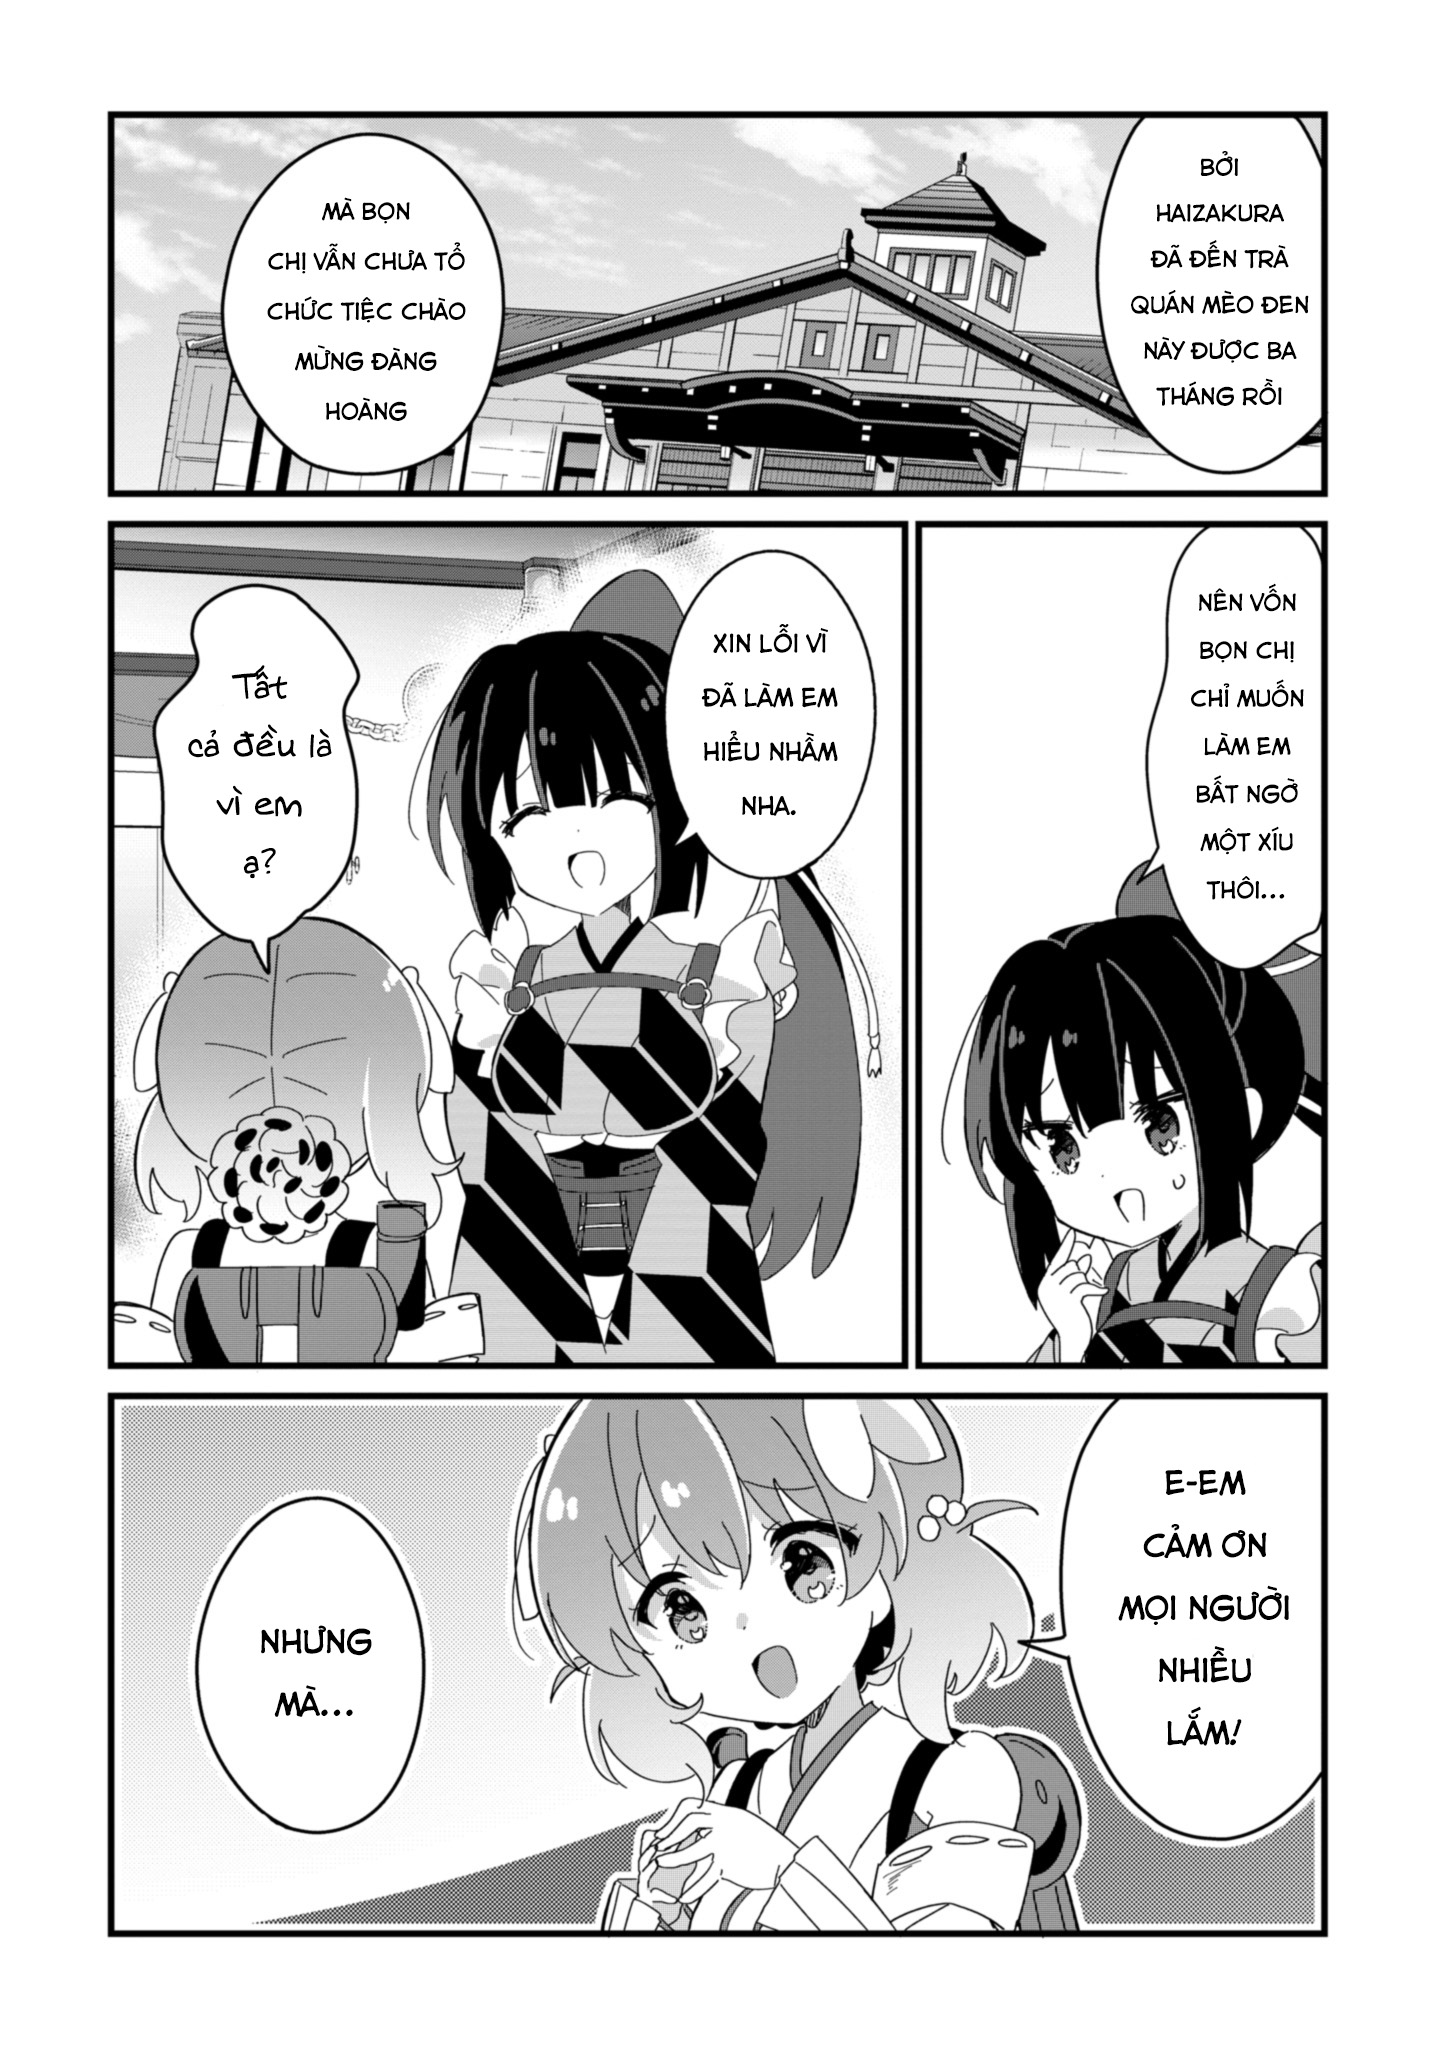 BỞI
HAIZAKURA
ĐÃ ĐẾN TRÀ
QUÁN MÈO ĐEN
NÀY ĐƯỢC BA
THÁNG RỒI
MÀ BỌN
CHỊ VẪN CHƯA TỔ
CHỨC TIỆC CHÀO
MỪNG ĐÀNG
HOÀNG
NÊN VỐN
BỌN CHỊ
CHỈ MUỐN
LÀM EM
BẤT NGỜ
MỘT XÍU
THÔI...
XIN LỖI VÌ
ĐÃ LÀM EM
HIỂU NHẦM
NHA.
Tất
cả đều là
vì em
ạ?
E-EM
CẢM ƠN
MỌI NGƯỜI
NHIỀU
LẮM!
NHƯNG
MÀ...